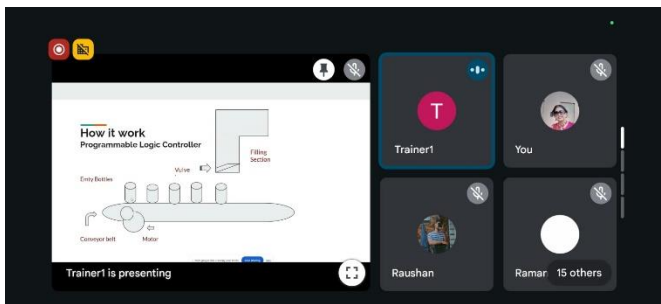 How it work
Programmable Logic Controller
Filling
Section
Valve
Emty Bottles
Conveyor belt
Motor
Trainer1 is presenting
T
Trainer1
You
Raushan
Raman
15 others